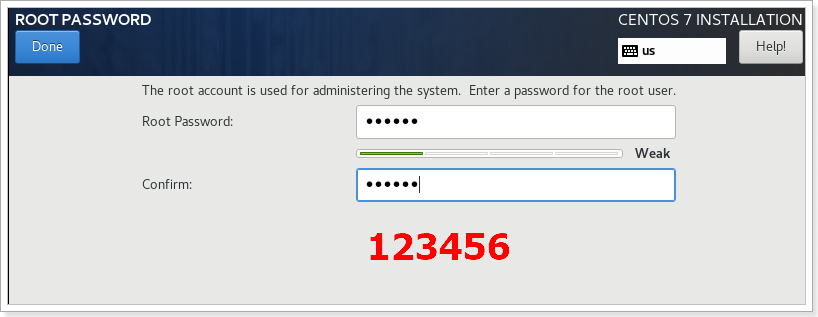 ROOT PASSWORD
CENTOS 7 INSTALLATION
Done
us
Help!
The root account is used for administering the system.  Enter a password for the root user.
Root Password:
••••••
Weak
Confirm:
••••••
123456